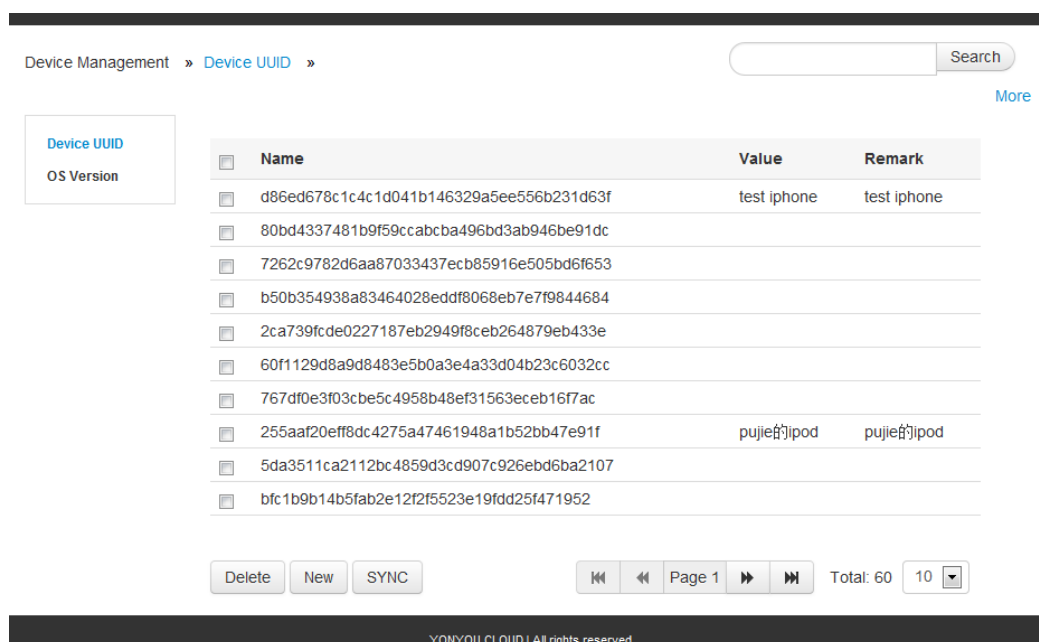 Device Management » Device UUID » Search
More
Device UUID
OS Version
Name Value Remark
d86ed678c1c4c1d041b146329a5ee556b231d63f test iphone test iphone
80bd4337481b9f59ccabcba496bd3ab946be91dc
7262c9782d6aa87033437ecb85916e505bd6f653
b50b354938a83464028eddf8068eb7e7f9844684
2ca739fcde0227187eb2949f8ceb264879eb433e
60f1129d8a9d8483e5b0a3e4a33d04b23c6032cc
767df0e3f03cbe5c4958b48ef31563eceb16f7ac
255aaf20eff8dc4275a47461948a1b52bb47e91f pujie的ipod pujie的ipod
5da3511ca2112bc4859d3cd907c926ebd6ba2107
bfc1b9b14b5fab2e12f2f5523e19fdd25f471952
Delete New SYNC Page 1 Total: 60 10
YONYOU CLOUD | All rights reserved